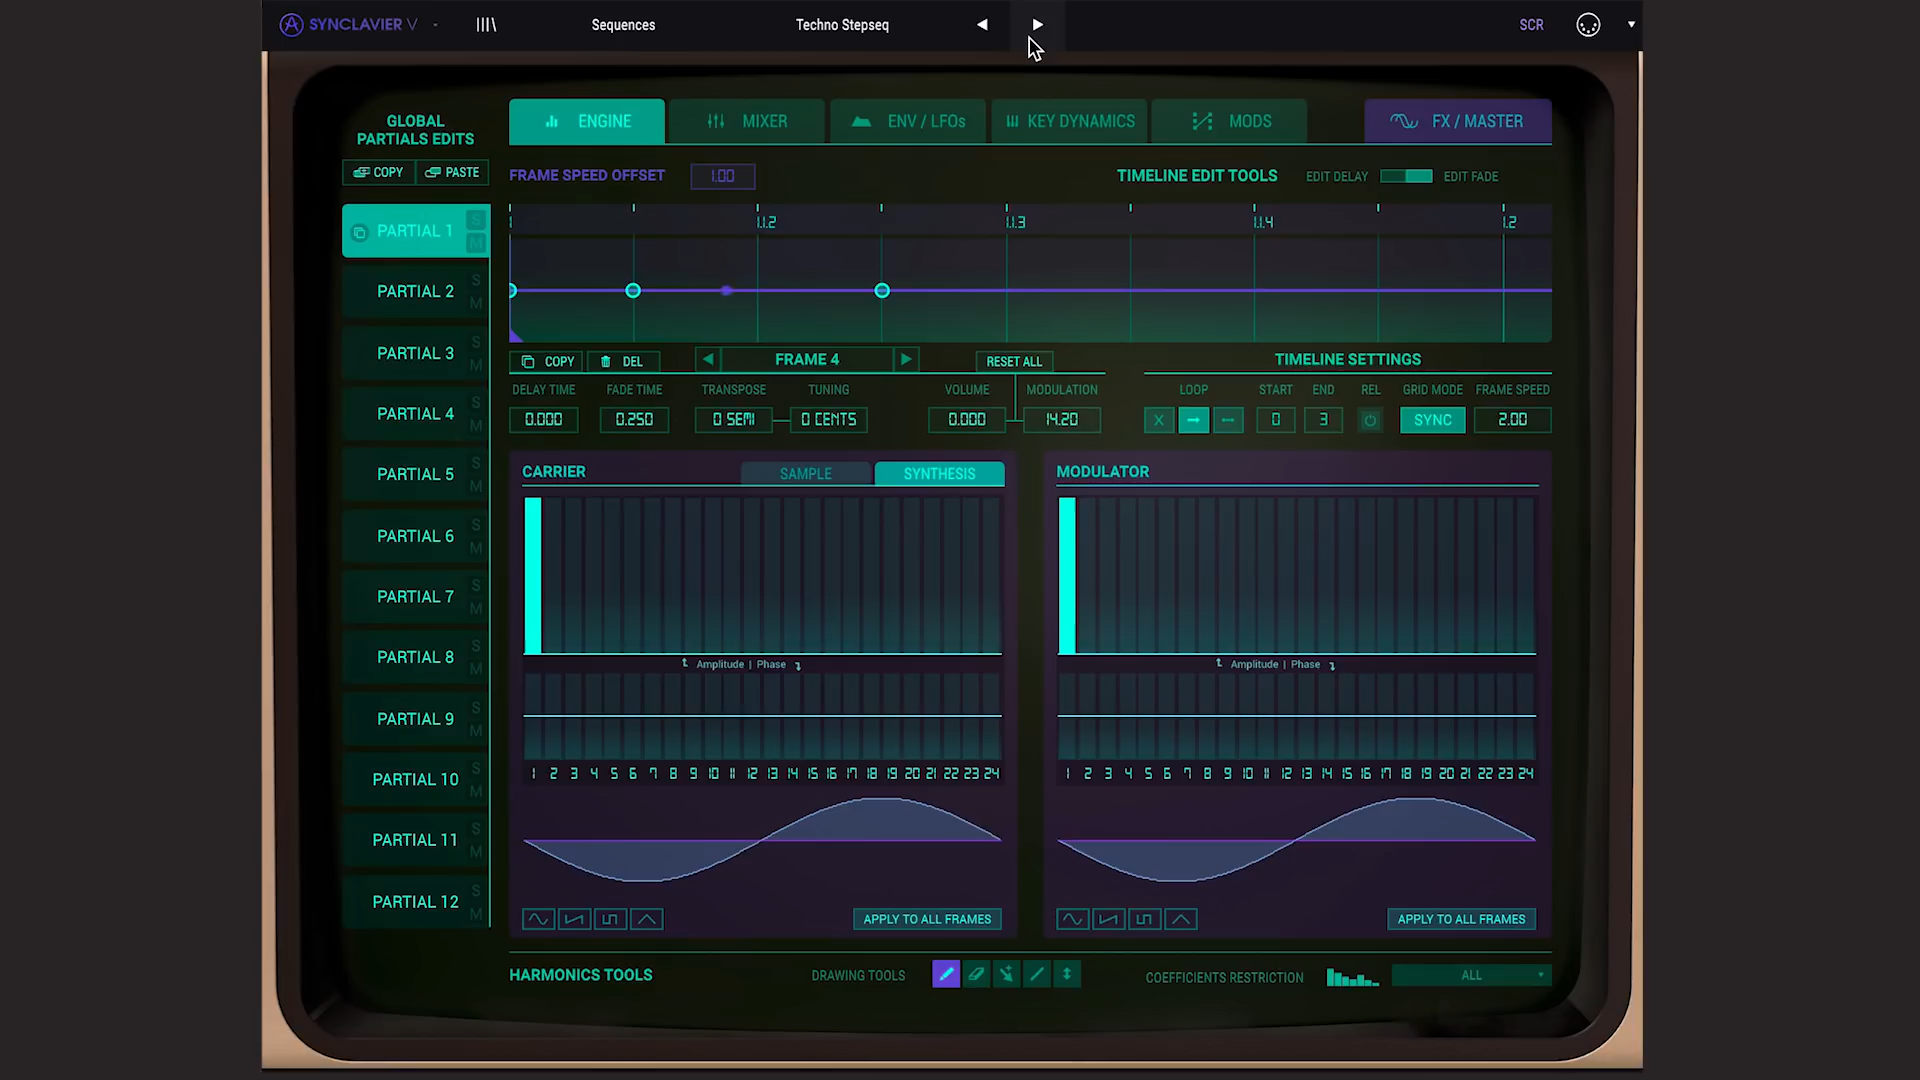 SYNCLAVIER V
Sequences
Techno Stepseq
SCR
GLOBAL
PARTIALS EDITS
COPY
PASTE
ENGINE
MIXER
ENV / LFOs
KEY DYNAMICS
MODS
FX / MASTER
FRAME SPEED OFFSET
1.00
TIMELINE EDIT TOOLS
EDIT DELAY
EDIT FADE
1
1.1.2
1.1.3
1.1.4
1.2
PARTIAL 1
S
M
PARTIAL 2
S
M
PARTIAL 3
S
M
PARTIAL 4
S
M
PARTIAL 5
S
M
PARTIAL 6
S
M
PARTIAL 7
S
M
PARTIAL 8
S
M
PARTIAL 9
S
M
PARTIAL 10
S
M
PARTIAL 11
S
M
PARTIAL 12
S
M
COPY
DEL
FRAME 4
RESET ALL
TIMELINE SETTINGS
DELAY TIME
FADE TIME
TRANSPOSE
TUNING
VOLUME
MODULATION
LOOP
START
END
REL
GRID MODE
FRAME SPEED
0.000
0.250
0 SEMI
0 CENTS
0.000
14.20
X
0
3
SYNC
2.00
CARRIER
SAMPLE
SYNTHESIS
Amplitude | Phase
1 2 3 4 5 6 7 8 9 10 11 12 13 14 15 16 17 18 19 20 21 22 23 24
APPLY TO ALL FRAMES
MODULATOR
Amplitude | Phase
1 2 3 4 5 6 7 8 9 10 11 12 13 14 15 16 17 18 19 20 21 22 23 24
APPLY TO ALL FRAMES
HARMONICS TOOLS
DRAWING TOOLS
COEFFICIENTS RESTRICTION
ALL